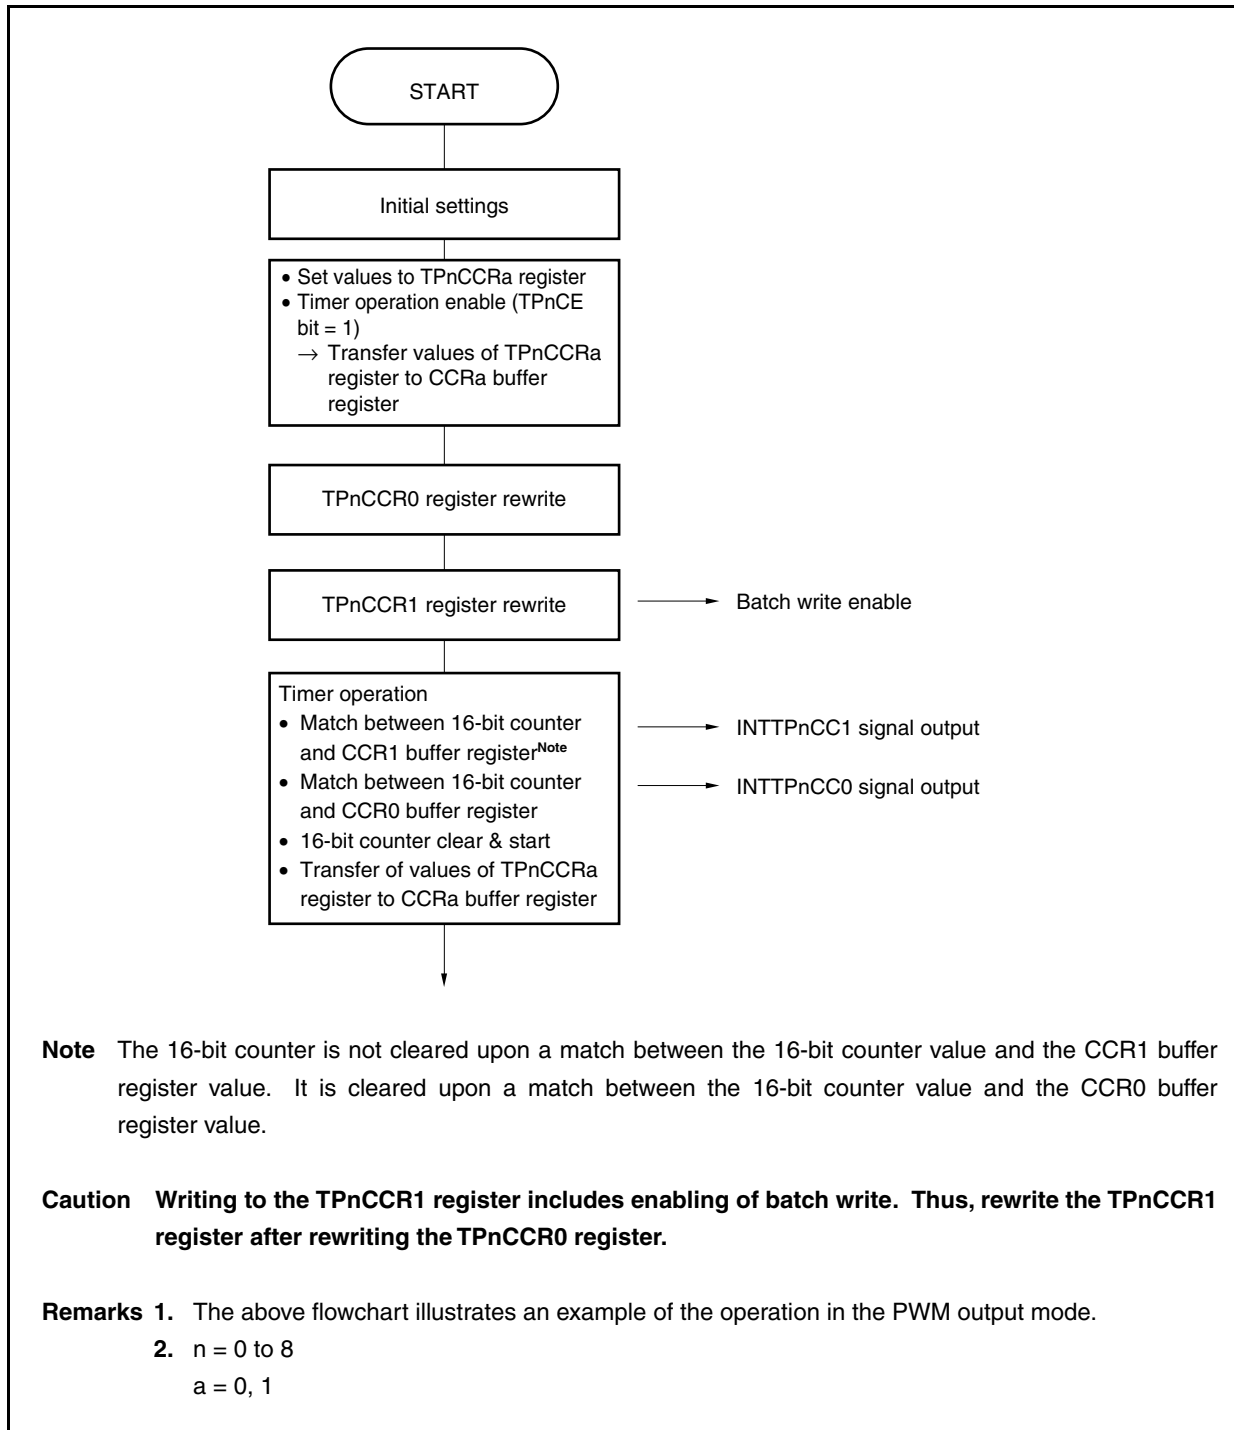 START
Initial settings
• Set values to TPnCCRa register
• Timer operation enable (TPnCE
bit = 1)
→ Transfer values of TPnCCRa
register to CCRa buffer
register
TPnCCR0 register rewrite
TPnCCR1 register rewrite
Batch write enable
Timer operation
• Match between 16-bit counter
and CCR1 buffer registerNote
INTTPnCC1 signal output
• Match between 16-bit counter
and CCR0 buffer register
INTTPnCC0 signal output
• 16-bit counter clear & start
• Transfer of values of TPnCCRa
register to CCRa buffer register
Note The 16-bit counter is not cleared upon a match between the 16-bit counter value and the CCR1 buffer
register value. It is cleared upon a match between the 16-bit counter value and the CCR0 buffer
register value.
Caution Writing to the TPnCCR1 register includes enabling of batch write. Thus, rewrite the TPnCCR1
register after rewriting the TPnCCR0 register.
Remarks 1. The above flowchart illustrates an example of the operation in the PWM output mode.
2. n = 0 to 8
a = 0, 1